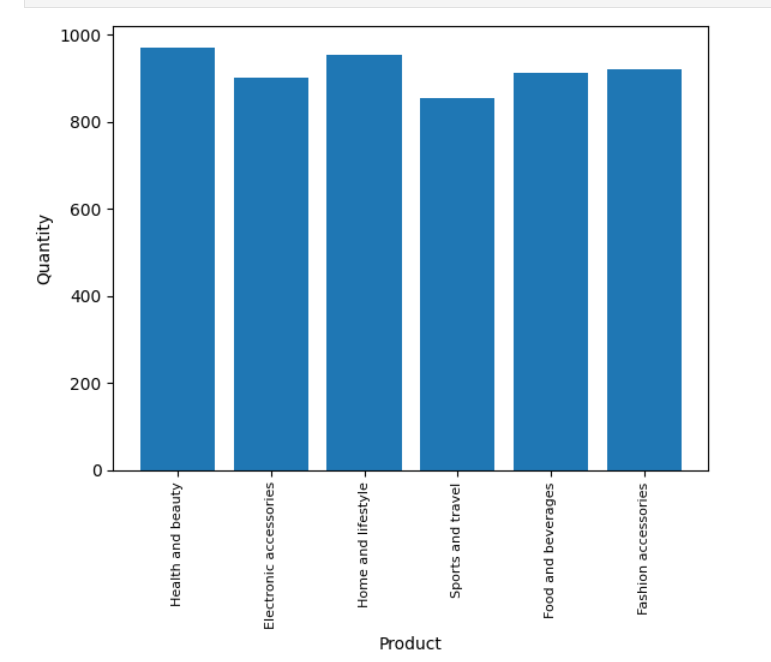 1000
800
600
400
200
0
Quantity
Health and beauty
Electronic accessories
Home and lifestyle
Sports and travel
Food and beverages
Fashion accessories
Product